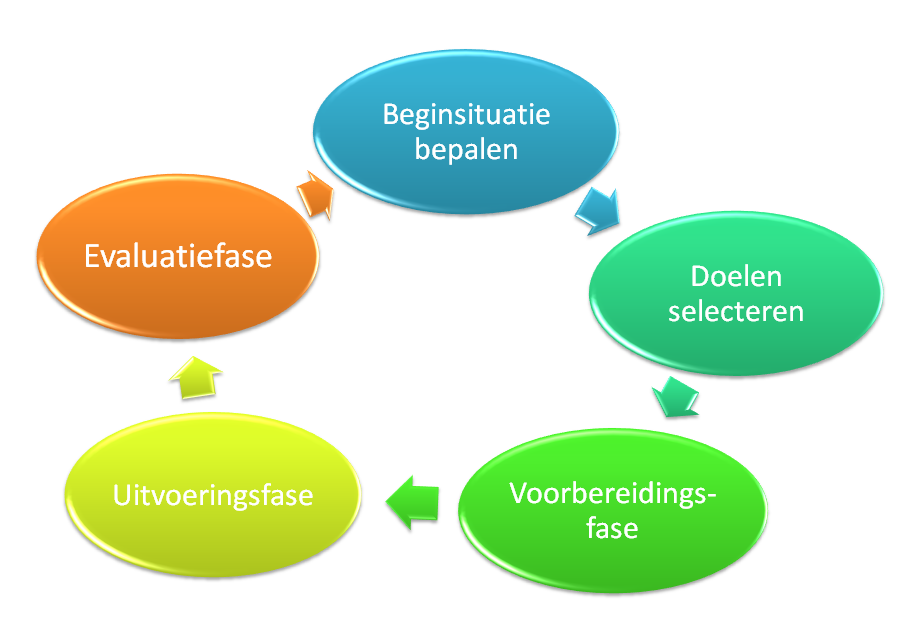 Beginsituatie
bepalen
Doelen
selecteren
Voorbereidings-
fase
Uitvoeringsfase
Evaluatiefase